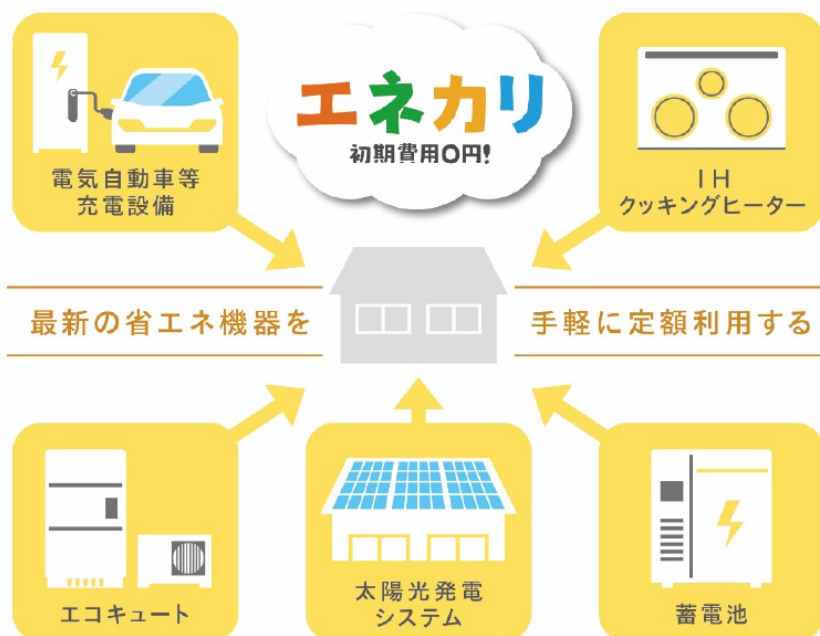 エネカリ
初期費用0円!
電気自動車等
充電設備
IH
クッキングヒーター
最新の省エネ機器を
手軽に定額利用する
エコキュート
太陽光発電
システム
蓄電池